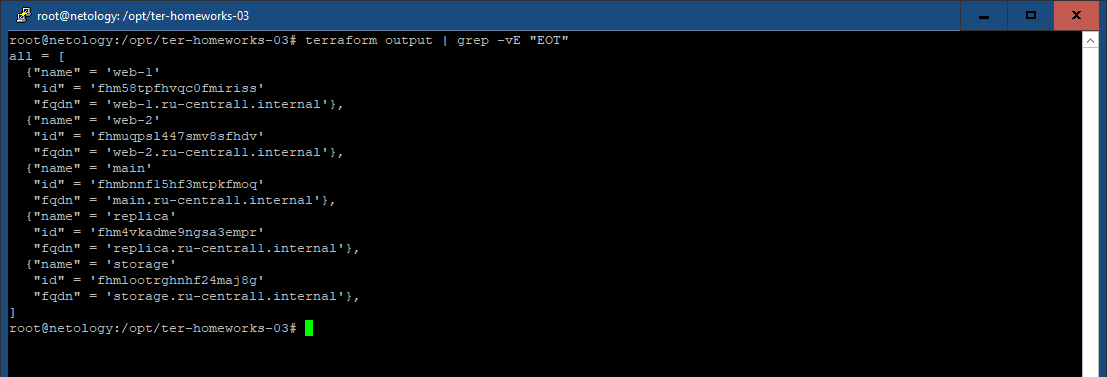 root@netology: /opt/ter-homeworks-03
root@netology:/opt/ter-homeworks-03# terraform output | grep -vE "EOT"
all = [
  {"name" = 'web-1'
   "id" = 'fhm58tpfhvqc0fmiriss'
   "fqdn" = 'web-1.ru-central1.internal'},
  {"name" = 'web-2'
   "id" = 'fhmuqpsl447smv8sfhdv'
   "fqdn" = 'web-2.ru-central1.internal'},
  {"name" = 'main'
   "id" = 'fhmbnnf15hf3mtpkfmoq'
   "fqdn" = 'main.ru-central1.internal'},
  {"name" = 'replica'
   "id" = 'fhm4vkadme9ngsa3empr'
   "fqdn" = 'replica.ru-central1.internal'},
  {"name" = 'storage'
   "id" = 'fhmlootrghnhf24maj8g'
   "fqdn" = 'storage.ru-central1.internal'},
]
root@netology:/opt/ter-homeworks-03#